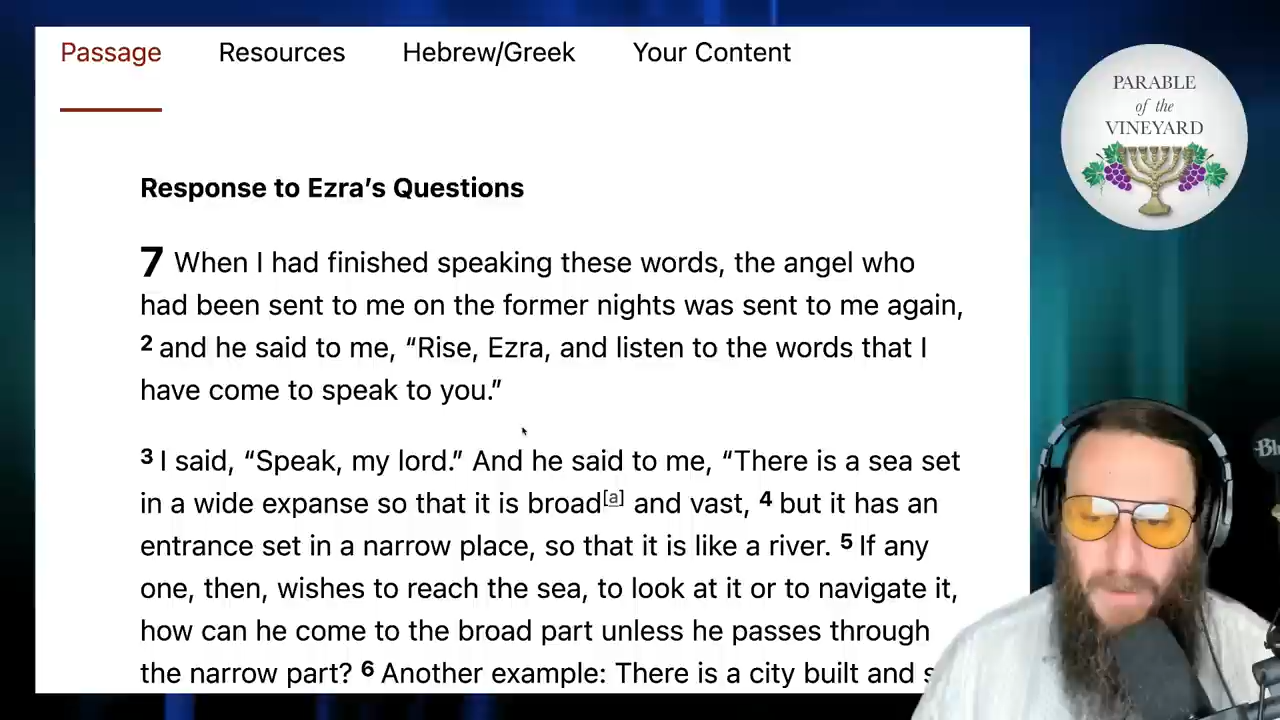 Passage Resources Hebrew/Greek Your Content
PARABLE
of the
VINEYARD
Response to Ezra’s Questions
7 When I had finished speaking these words, the angel who
had been sent to me on the former nights was sent to me again,
2 and he said to me, “Rise, Ezra, and listen to the words that I
have come to speak to you.”
3 I said, “Speak, my lord.” And he said to me, “There is a sea set
in a wide expanse so that it is broad[a] and vast, 4 but it has an
entrance set in a narrow place, so that it is like a river. 5 If any
one, then, wishes to reach the sea, to look at it or to navigate it,
how can he come to the broad part unless he passes through
the narrow part? 6 Another example: There is a city built and